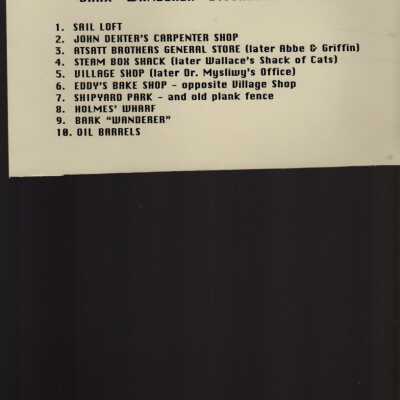 1. SAIL LOFT
2. JOHN DEXTER'S CARPENTER SHOP
3. ATSATT BROTHERS GENERAL STORE (later Abbe & Griffin)
4. STEAM BOX SHACK (later Wallace's Shack of Cats)
5. VILLAGE SHOP (later Dr. Mysliwy's Office)
6. EDDY'S BAKE SHOP - opposite Village Shop
7. SHIPYARD PARK - and old plank fence
8. HOLMES' WHARF
9. BARK "WANDERER"
10. OIL BARRELS